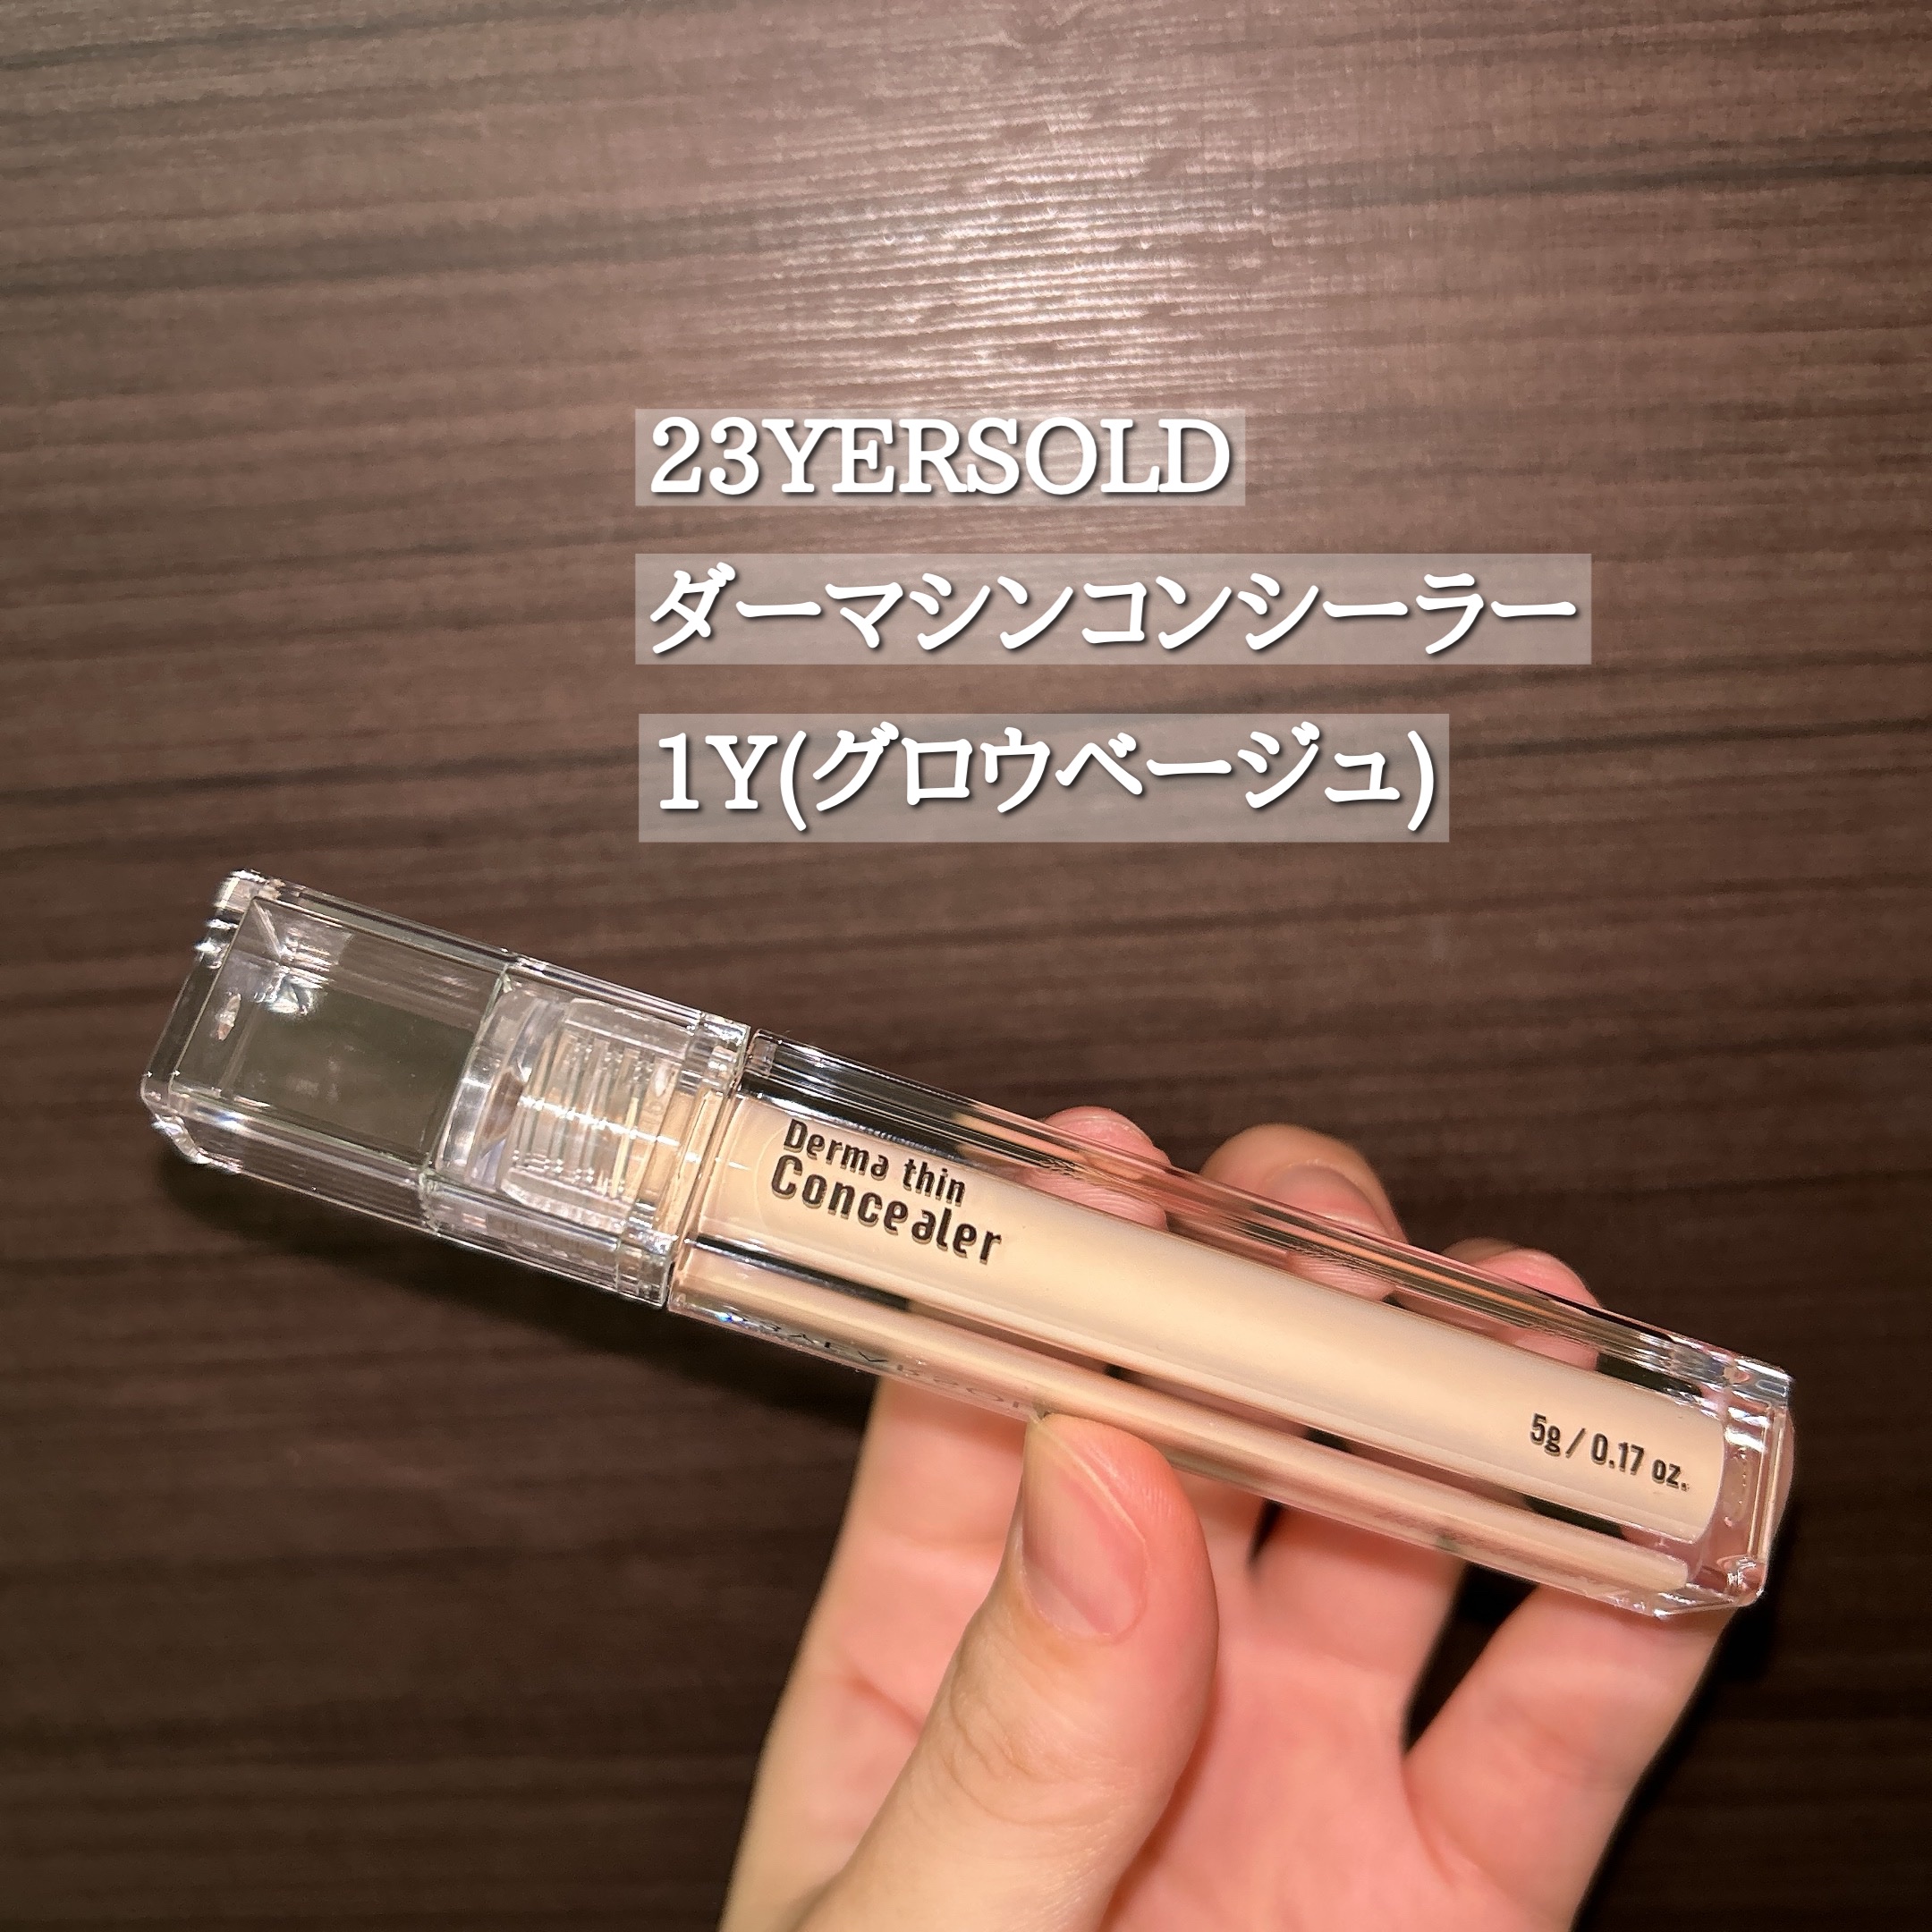 23YERSOLD
ダーマシンコンシーラー
1Y(グロウベージュ)
Derma thin
Concealer
5g / 0.17 oz.